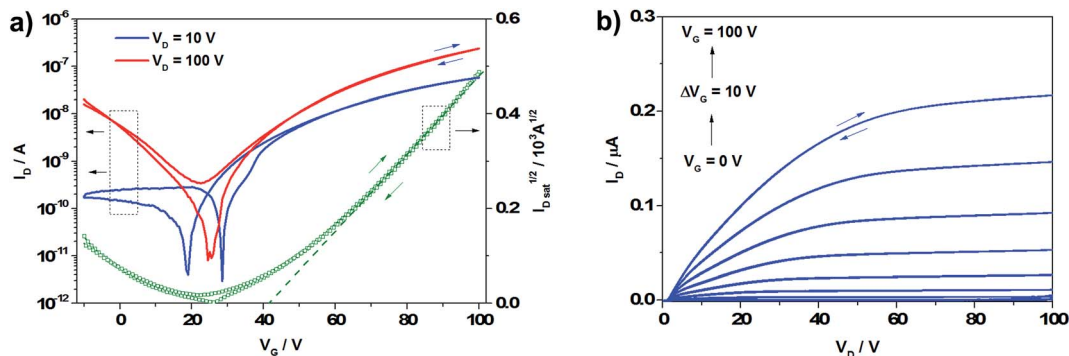 a)
V_D = 10 V
V_D = 100 V
10^-6
10^-7
10^-8
10^-9
10^-10
10^-11
10^-12
I_D / A
0
20
40
60
80
100
V_G / V
0.6
0.4
0.2
0.0
I_D sat^1/2 / 10^3A^1/2
b)
V_G = 100 V
ΔV_G = 10 V
V_G = 0 V
0.3
0.2
0.1
0.0
I_D / µA
0
20
40
60
80
100
V_D / V